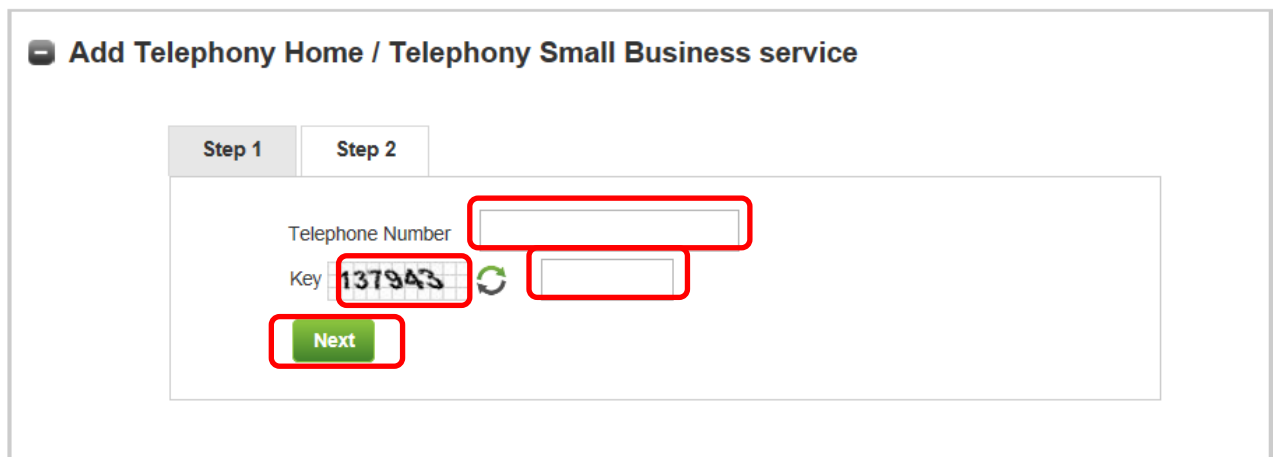 Add Telephony Home / Telephony Small Business service
Step 1 Step 2
Telephone Number
Key 137943
Next